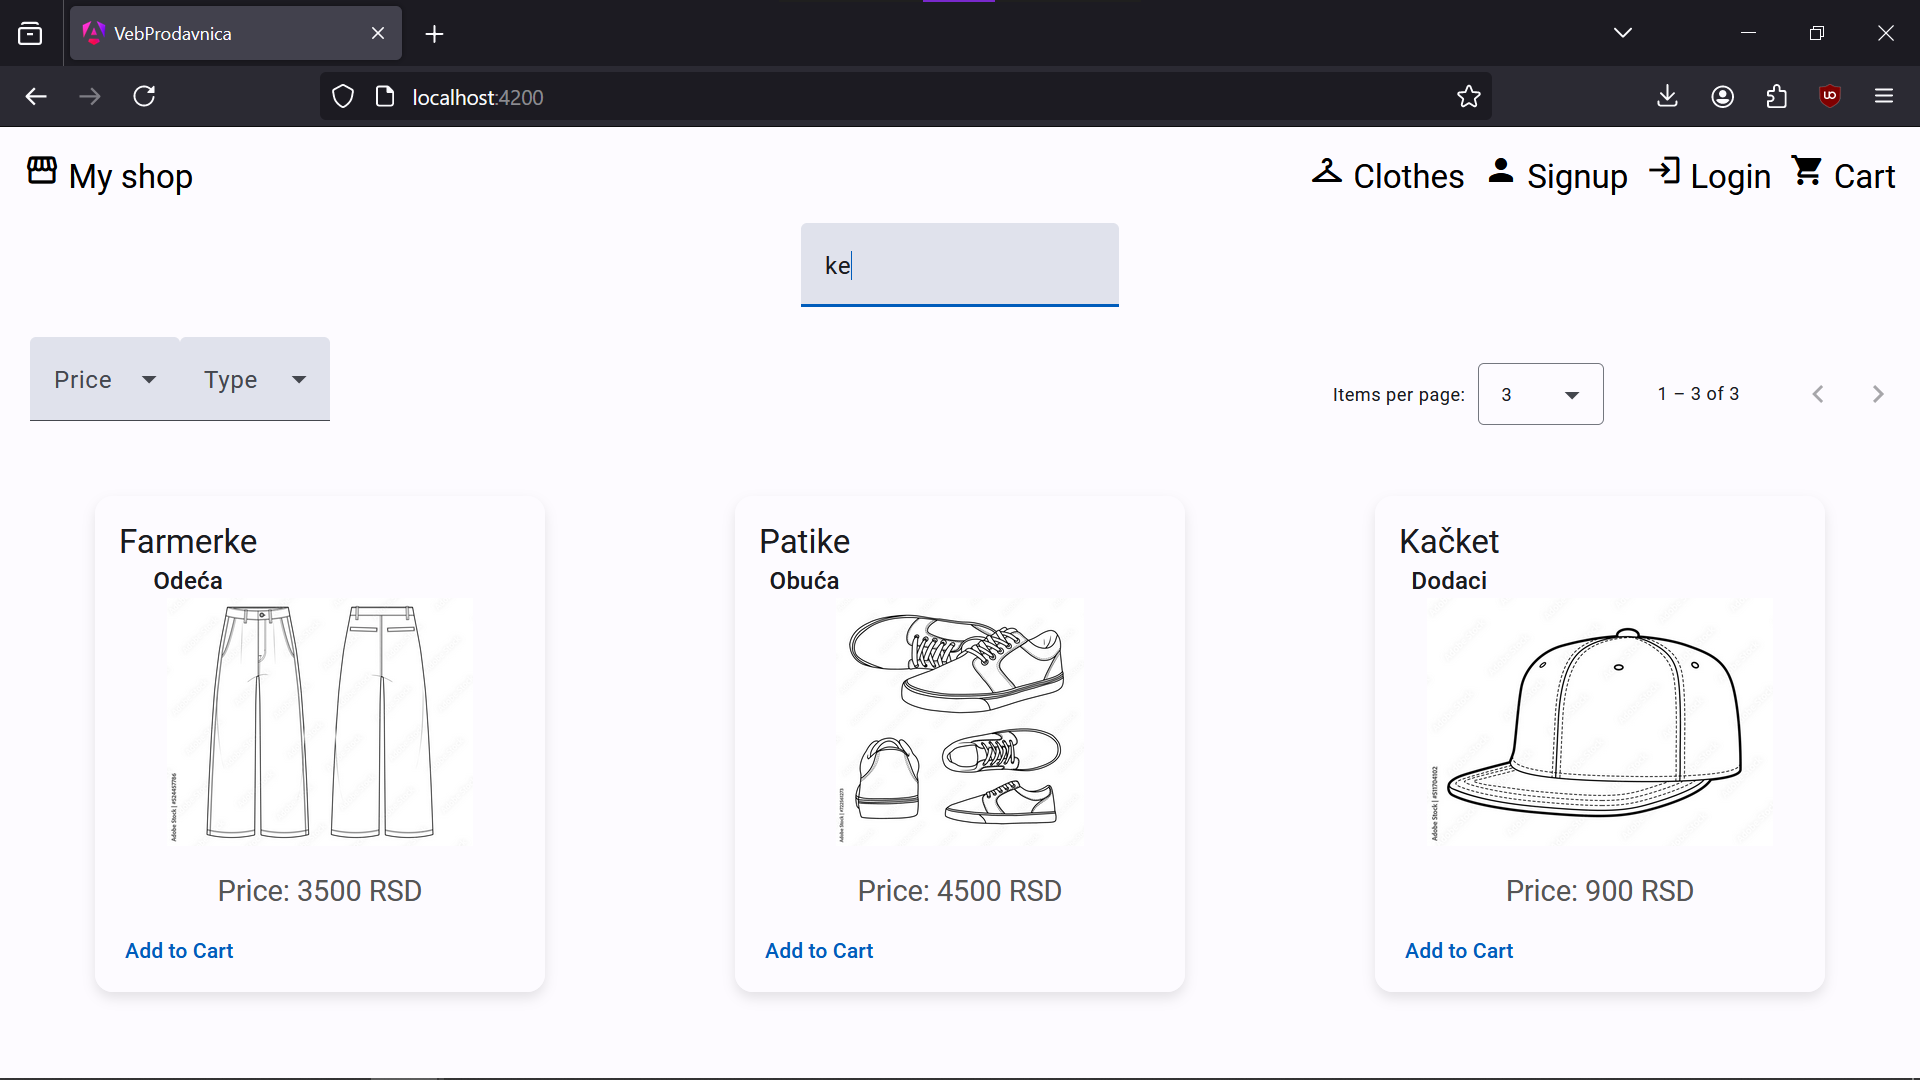 VebProdavnica
localhost:4200
My shop
Clothes Signup Login Cart
ke
Price Type
Items per page: 3 1 – 3 of 3
Farmerke
Odeća
Price: 3500 RSD
Add to Cart
Patike
Obuća
Price: 4500 RSD
Add to Cart
Kačket
Dodaci
Price: 900 RSD
Add to Cart